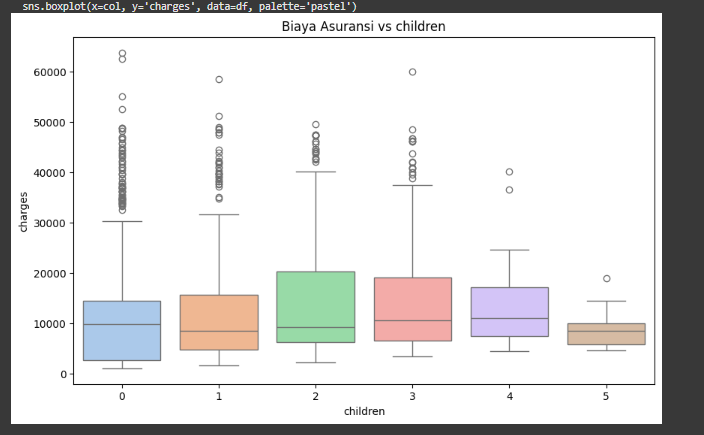 sns.boxplot(x=col, y='charges', data=df, palette='pastel')
Biaya Asuransi vs children
60000
50000
40000
30000
20000
10000
0
charges
0 1 2 3 4 5
children